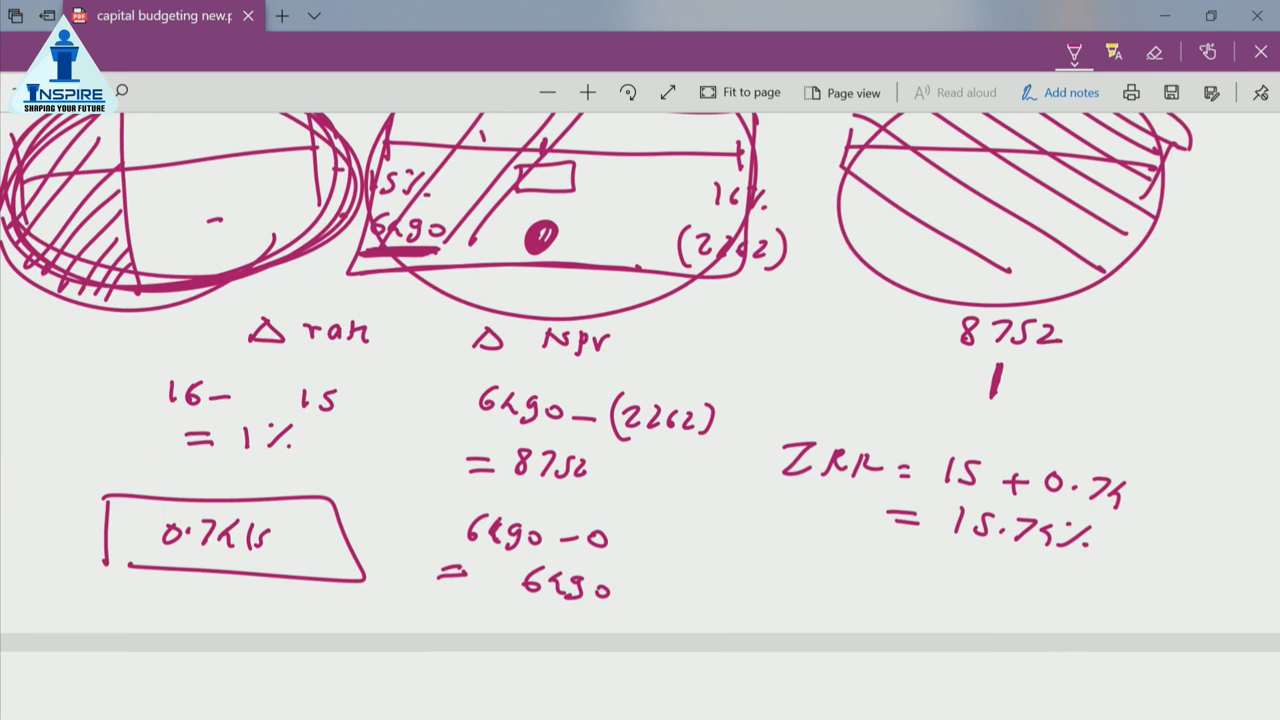 capital budgeting new.p
INSPIRE
SHAPING YOUR FUTURE
Fit to page
Page view
Read aloud
Add notes
15%
16%
6490
(2262)
Δ rate
Δ NPV
8752
16 - 15
= 1%
6490 - (2262)
= 8752
IRR = 15 + 0.74
= 15.74%
0.7415
6490 - 0
= 6490